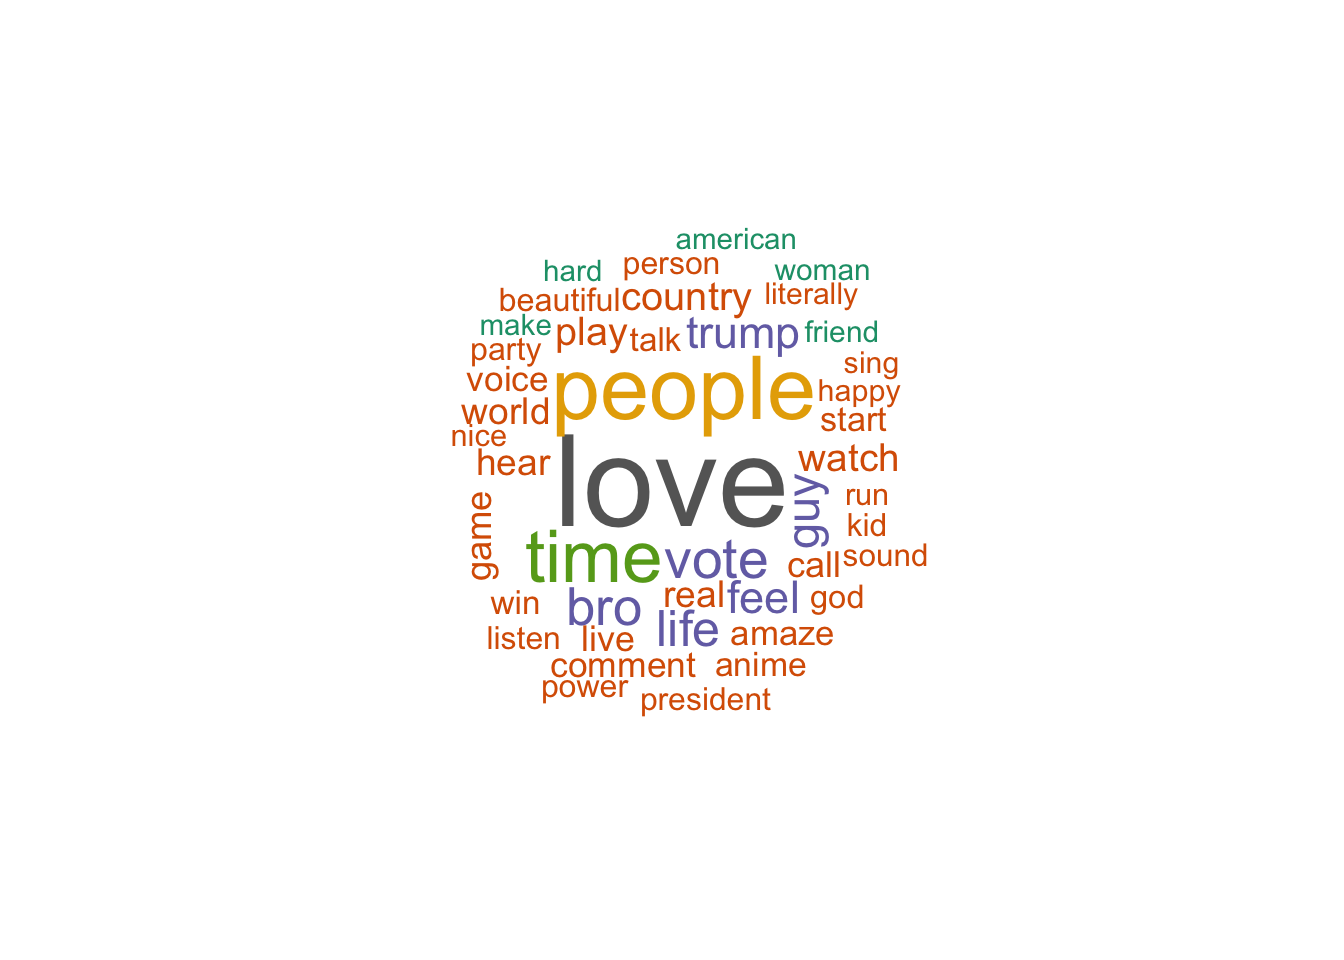 american
hard person woman
beautiful country literally
make play talk trump friend
party people sing
voice happy
world start
nice
hear love watch
game guy run
kid
time vote call sound
win bro real feel god
listen live life amaze
comment anime
power president